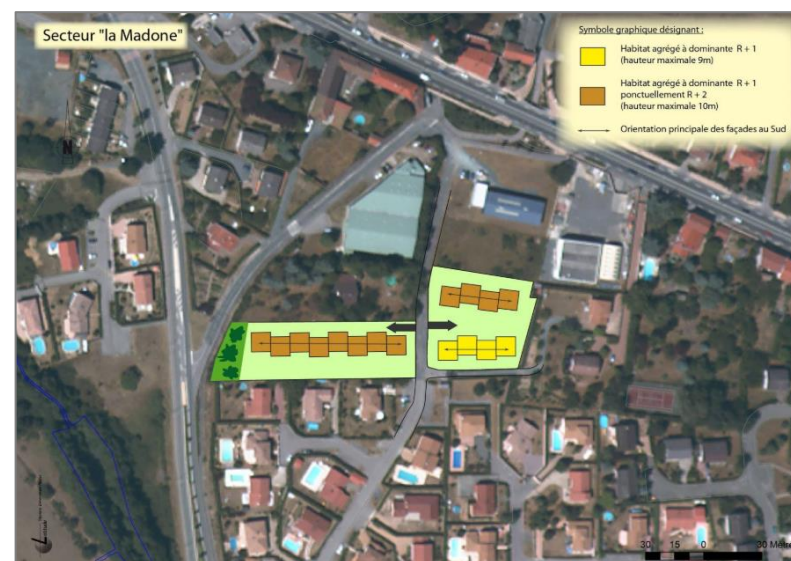 Secteur "la Madone"
Symbole graphique désignant :
Habitat agrégé à dominante R + 1
(hauteur maximale 9m)
Habitat agrégé à dominante R + 1
ponctuellement R + 2
(hauteur maximale 10m)
Orientation principale des façades au Sud
N
30 15 0 30 Mètre